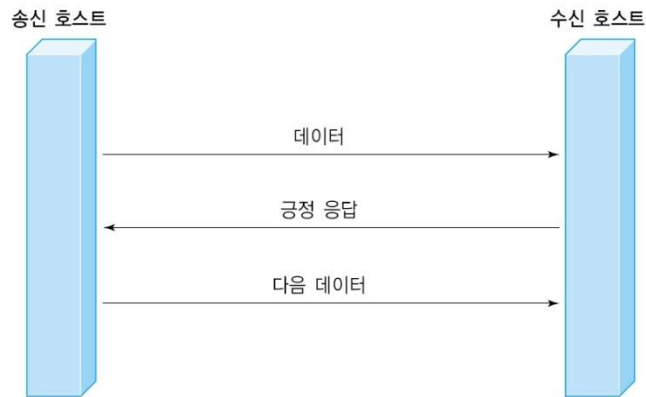 송신 호스트
수신 호스트
데이터
긍정 응답
다음 데이터